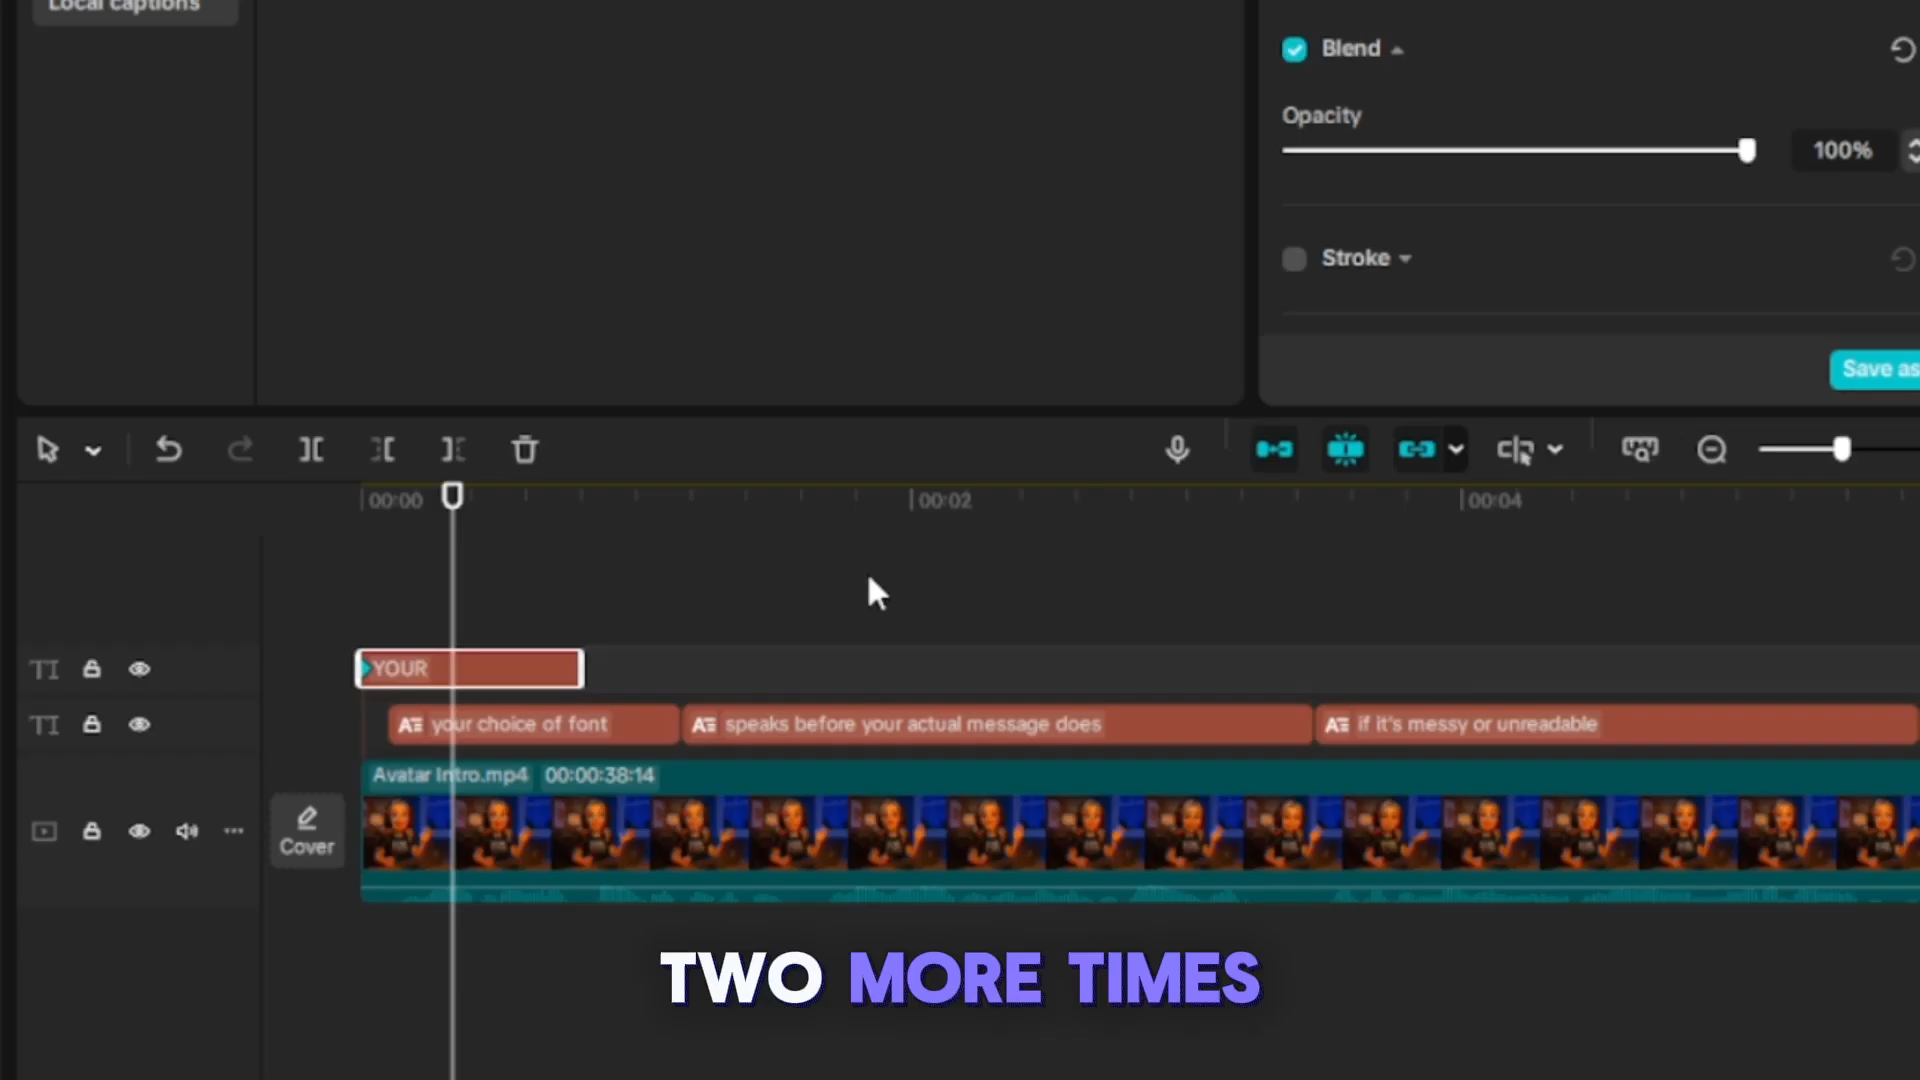 Local captions
Blend
Opacity
100%
Stroke
Save as
00:00
00:02
00:04
YOUR
your choice of font
speaks before your actual message does
if it's messy or unreadable
Avatar Intro.mp4 00:00:38:14
Cover
TWO MORE TIMES